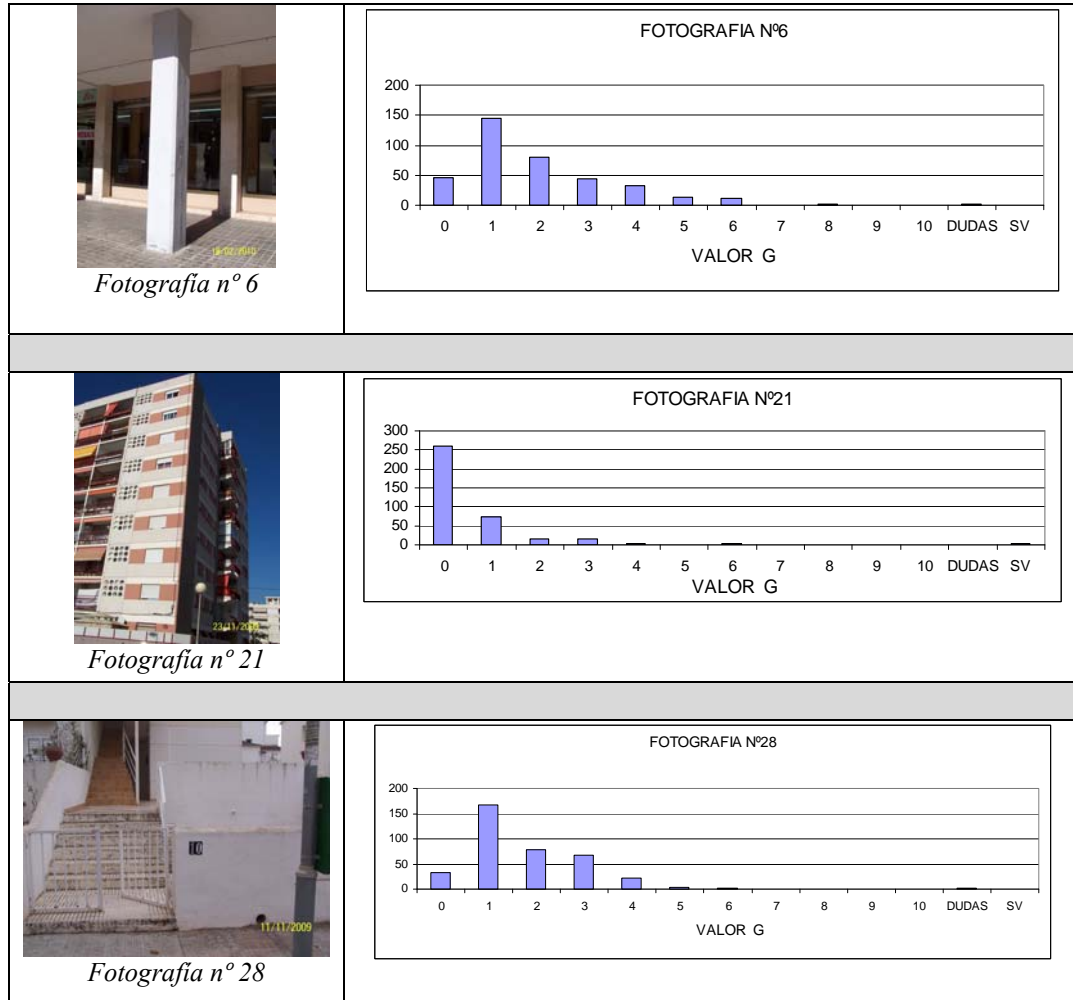 FOTOGRAFIA Nº6
200
150
100
50
0
0 1 2 3 4 5 6 7 8 9 10 DUDAS SV
VALOR G
Fotografía nº 6
FOTOGRAFIA Nº21
300
250
200
150
100
50
0
0 1 2 3 4 5 6 7 8 9 10 DUDAS SV
VALOR G
23/11/20
Fotografía nº 21
FOTOGRAFIA Nº28
200
150
100
50
0
0 1 2 3 4 5 6 7 8 9 10 DUDAS SV
VALOR G
10
11/11/2009
Fotografía nº 28